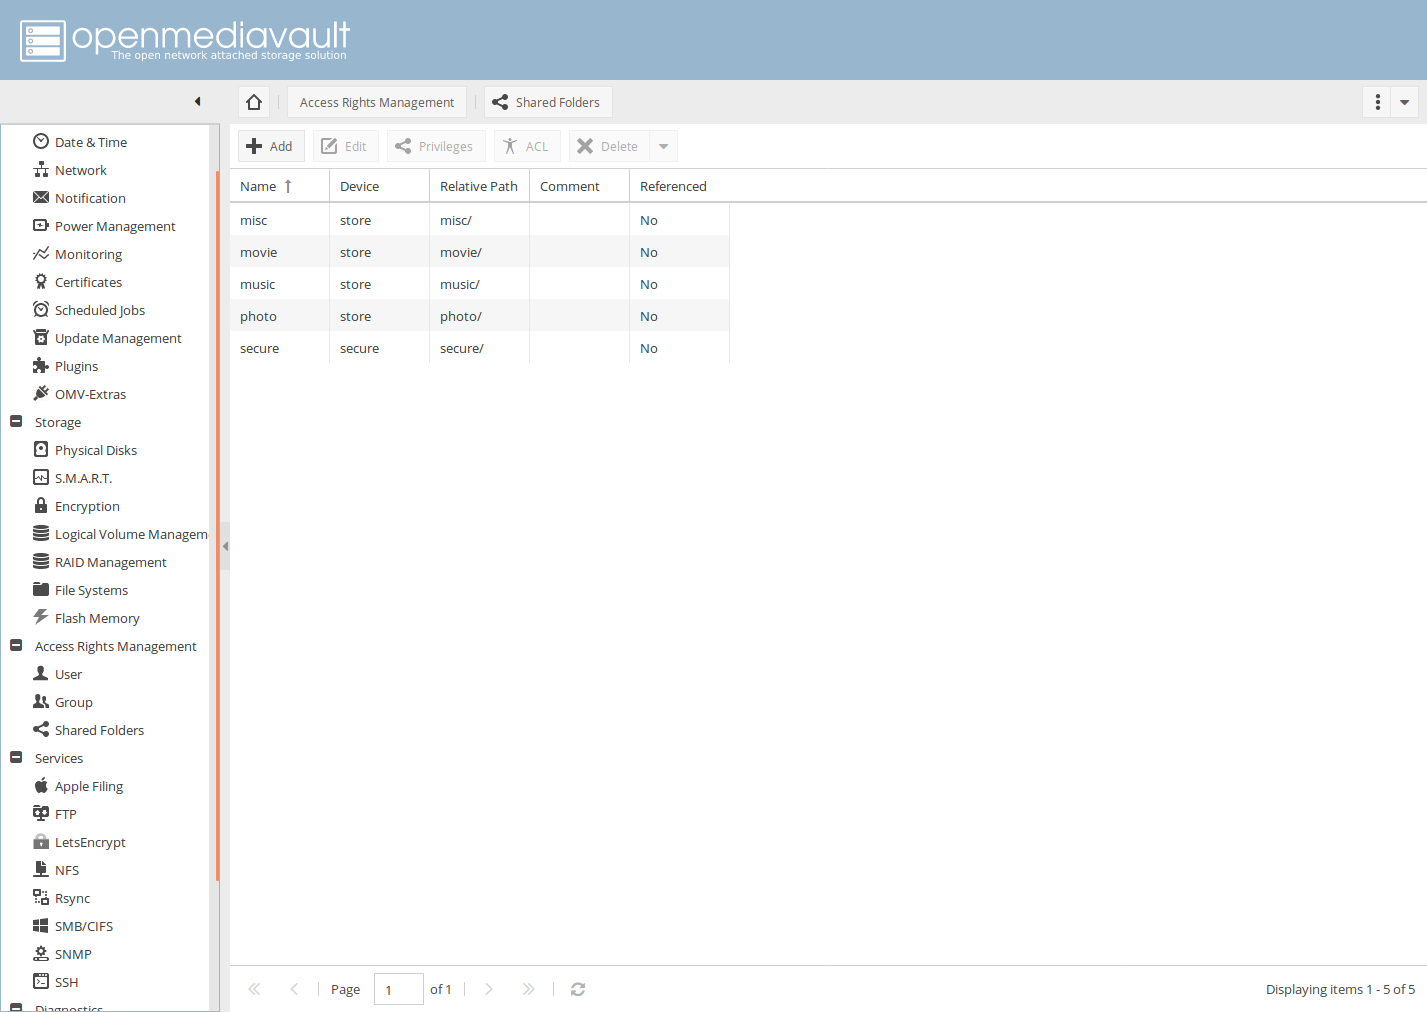 openmediavault
The open network attached storage solution
Access Rights Management Shared Folders
Date & Time
Network
Notification
Power Management
Monitoring
Certificates
Scheduled Jobs
Update Management
Plugins
OMV-Extras
Storage
Physical Disks
S.M.A.R.T.
Encryption
Logical Volume Managem
RAID Management
File Systems
Flash Memory
Access Rights Management
User
Group
Shared Folders
Services
Apple Filing
FTP
LetsEncrypt
NFS
Rsync
SMB/CIFS
SNMP
SSH
Diagnostics
Add Edit Privileges ACL Delete
Name Device Relative Path Comment Referenced
misc store misc/ No
movie store movie/ No
music store music/ No
photo store photo/ No
secure secure secure/ No
Page 1 of 1 Displaying items 1 - 5 of 5